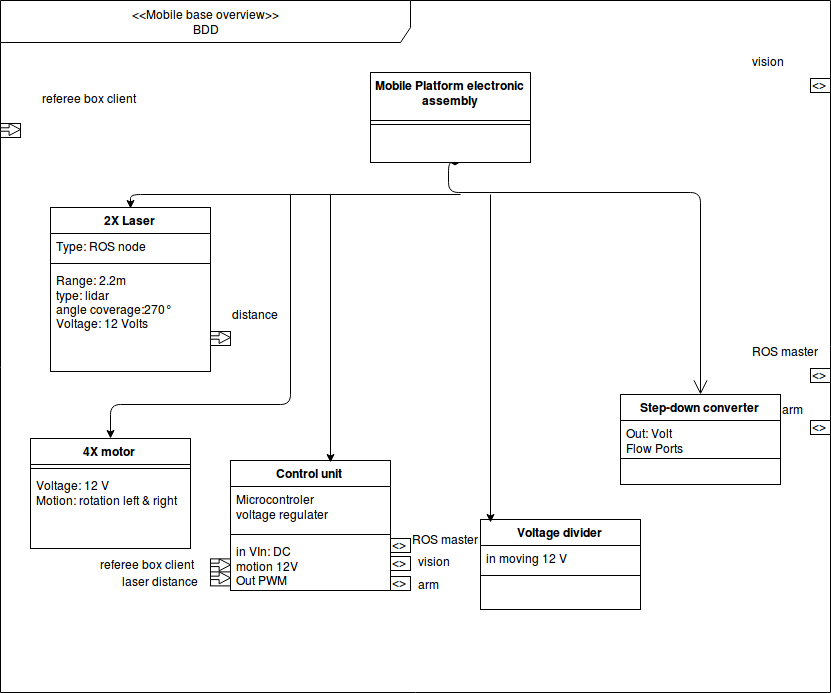 <<Mobile base overview>>
BDD
vision
<>
referee box client
Mobile Platform electronic
assembly
2X Laser
Type: ROS node
Range: 2.2m
type: lidar
angle coverage:270°
Voltage: 12 Volts
distance
ROS master
<>
arm
<>
Step-down converter
Out: Volt
Flow Ports
4X motor
Voltage: 12 V
Motion: rotation left & right
Control unit
Microcontroler
voltage regulater
in VIn: DC
motion 12V
Out PWM
referee box client
laser distance
<> ROS master
<> vision
<> arm
Voltage divider
in moving 12 V